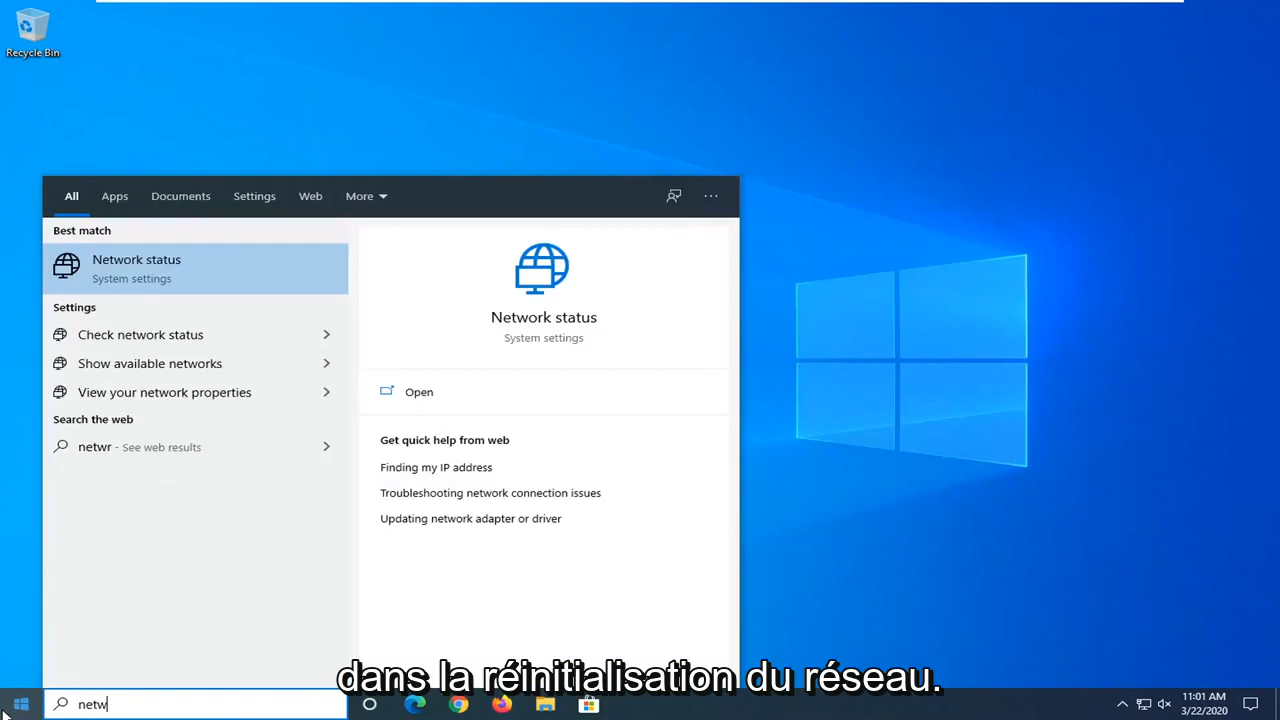 Recycle Bin
All Apps Documents Settings Web More
Best match
Network status
System settings
Settings
Check network status
Show available networks
View your network properties
Search the web
netwr - See web results
Network status
System settings
Open
Get quick help from web
Finding my IP address
Troubleshooting network connection issues
Updating network adapter or driver
dans la réinitialisation du réseau.
netw
11:01 AM
3/22/2020